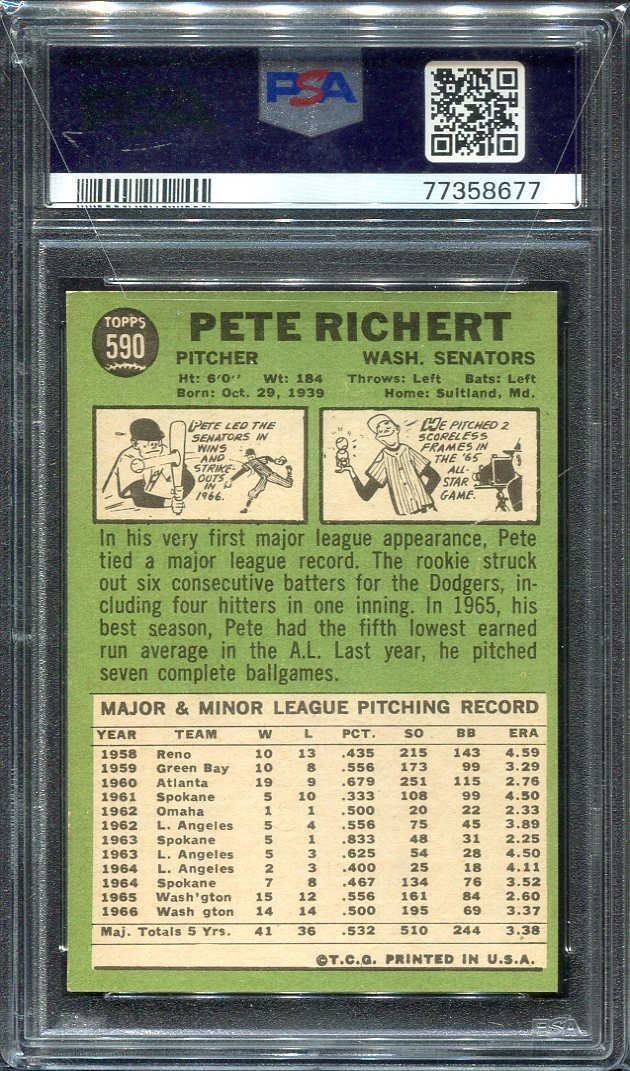 PSA
77358677
TOPPS
590
PETE RICHERT
PITCHER WASH. SENATORS
Ht: 6'0" Wt: 184 Throws: Left Bats: Left
Born: Oct. 29, 1939 Home: Suitland, Md.
PETE LED THE
SENATORS IN
WINS
AND
STRIKE-
OUTS
IN
1966.
HE PITCHED 2
SCORELESS
FRAMES IN
THE '65
ALL-
STAR
GAME.
In his very first major league appearance, Pete
tied a major league record. The rookie struck
out six consecutive batters for the Dodgers, in-
cluding four hitters in one inning. In 1965, his
best season, Pete had the fifth lowest earned
run average in the A.L. Last year, he pitched
seven complete ballgames.
MAJOR & MINOR LEAGUE PITCHING RECORD
YEAR TEAM W L PCT. SO BB ERA
1958 Reno 10 13 .435 215 143 4.59
1959 Green Bay 10 8 .556 173 99 3.29
1960 Atlanta 19 9 .679 251 115 2.76
1961 Spokane 5 10 .333 108 99 4.50
1962 Omaha 1 1 .500 20 22 2.33
1962 L. Angeles 5 4 .556 75 45 3.89
1963 Spokane 5 1 .833 48 31 2.25
1963 L. Angeles 5 3 .625 54 28 4.50
1964 L. Angeles 2 3 .400 25 18 4.11
1964 Spokane 7 8 .467 134 76 3.52
1965 Wash'gton 15 12 .556 161 84 2.60
1966 Wash gton 14 14 .500 195 69 3.37
Maj. Totals 5 Yrs. 41 36 .532 510 244 3.38
©T.C.G. PRINTED IN U.S.A.
PSA